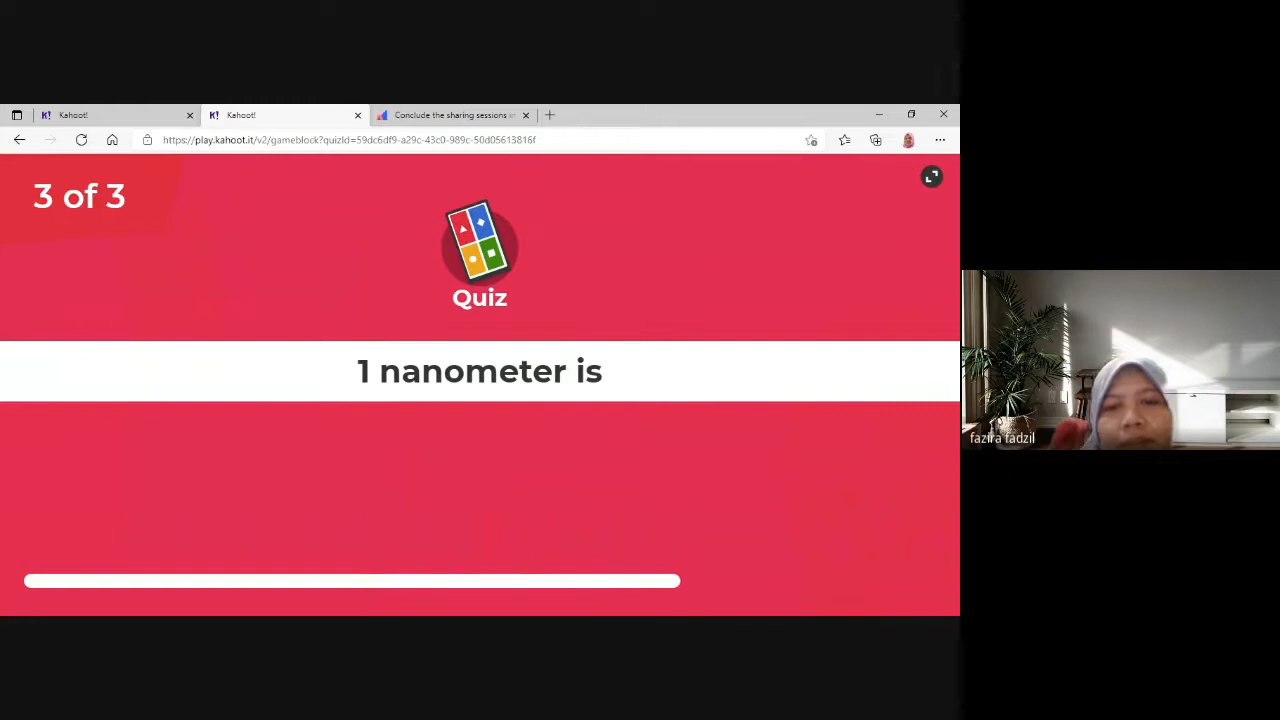 Kahoot!
Kahoot!
Conclude the sharing sessions i
https://play.kahoot.it/v2/gameblock?quizId=59dc6df9-a29c-43c0-989c-50d05613816f
3 of 3
Quiz
1 nanometer is
fazira fadzil